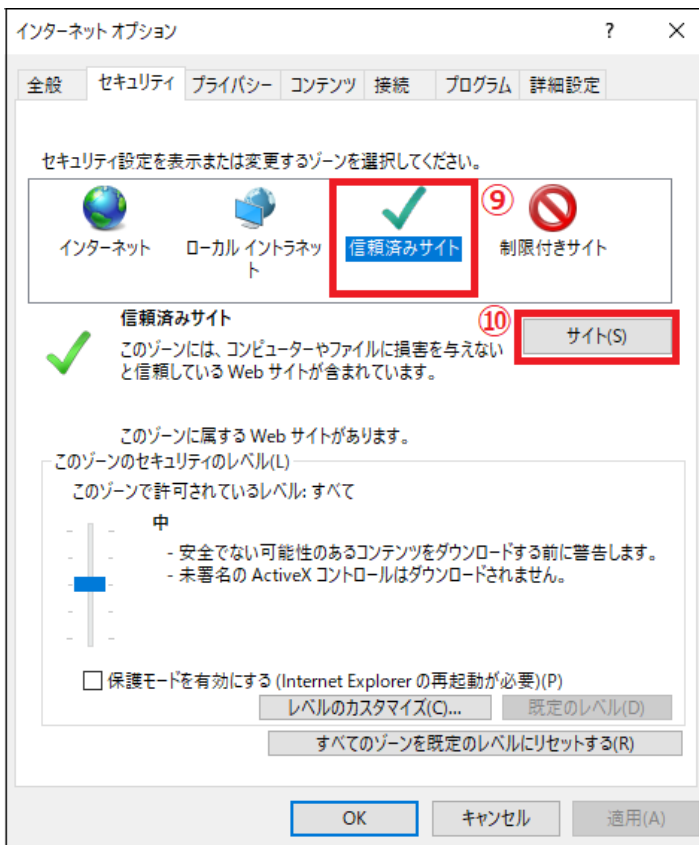 インターネット オプション
?
×
全般 セキュリティ プライバシー コンテンツ 接続 プログラム 詳細設定
セキュリティ設定を表示または変更するゾーンを選択してください。
⑨
インターネット
ローカル イントラネッ
ト
信頼済みサイト
制限付きサイト
信頼済みサイト
⑩
サイト(S)
このゾーンには、コンピューターやファイルに損害を与えない
と信頼している Web サイトが含まれています。
このゾーンに属する Web サイトがあります。
このゾーンのセキュリティのレベル(L)
このゾーンで許可されているレベル: すべて
中
- 安全でない可能性のあるコンテンツをダウンロードする前に警告します。
- 未署名の ActiveX コントロールはダウンロードされません。
保護モードを有効にする (Internet Explorer の再起動が必要)(P)
レベルのカスタマイズ(C)...
既定のレベル(D)
すべてのゾーンを既定のレベルにリセットする(R)
OK
キャンセル
適用(A)